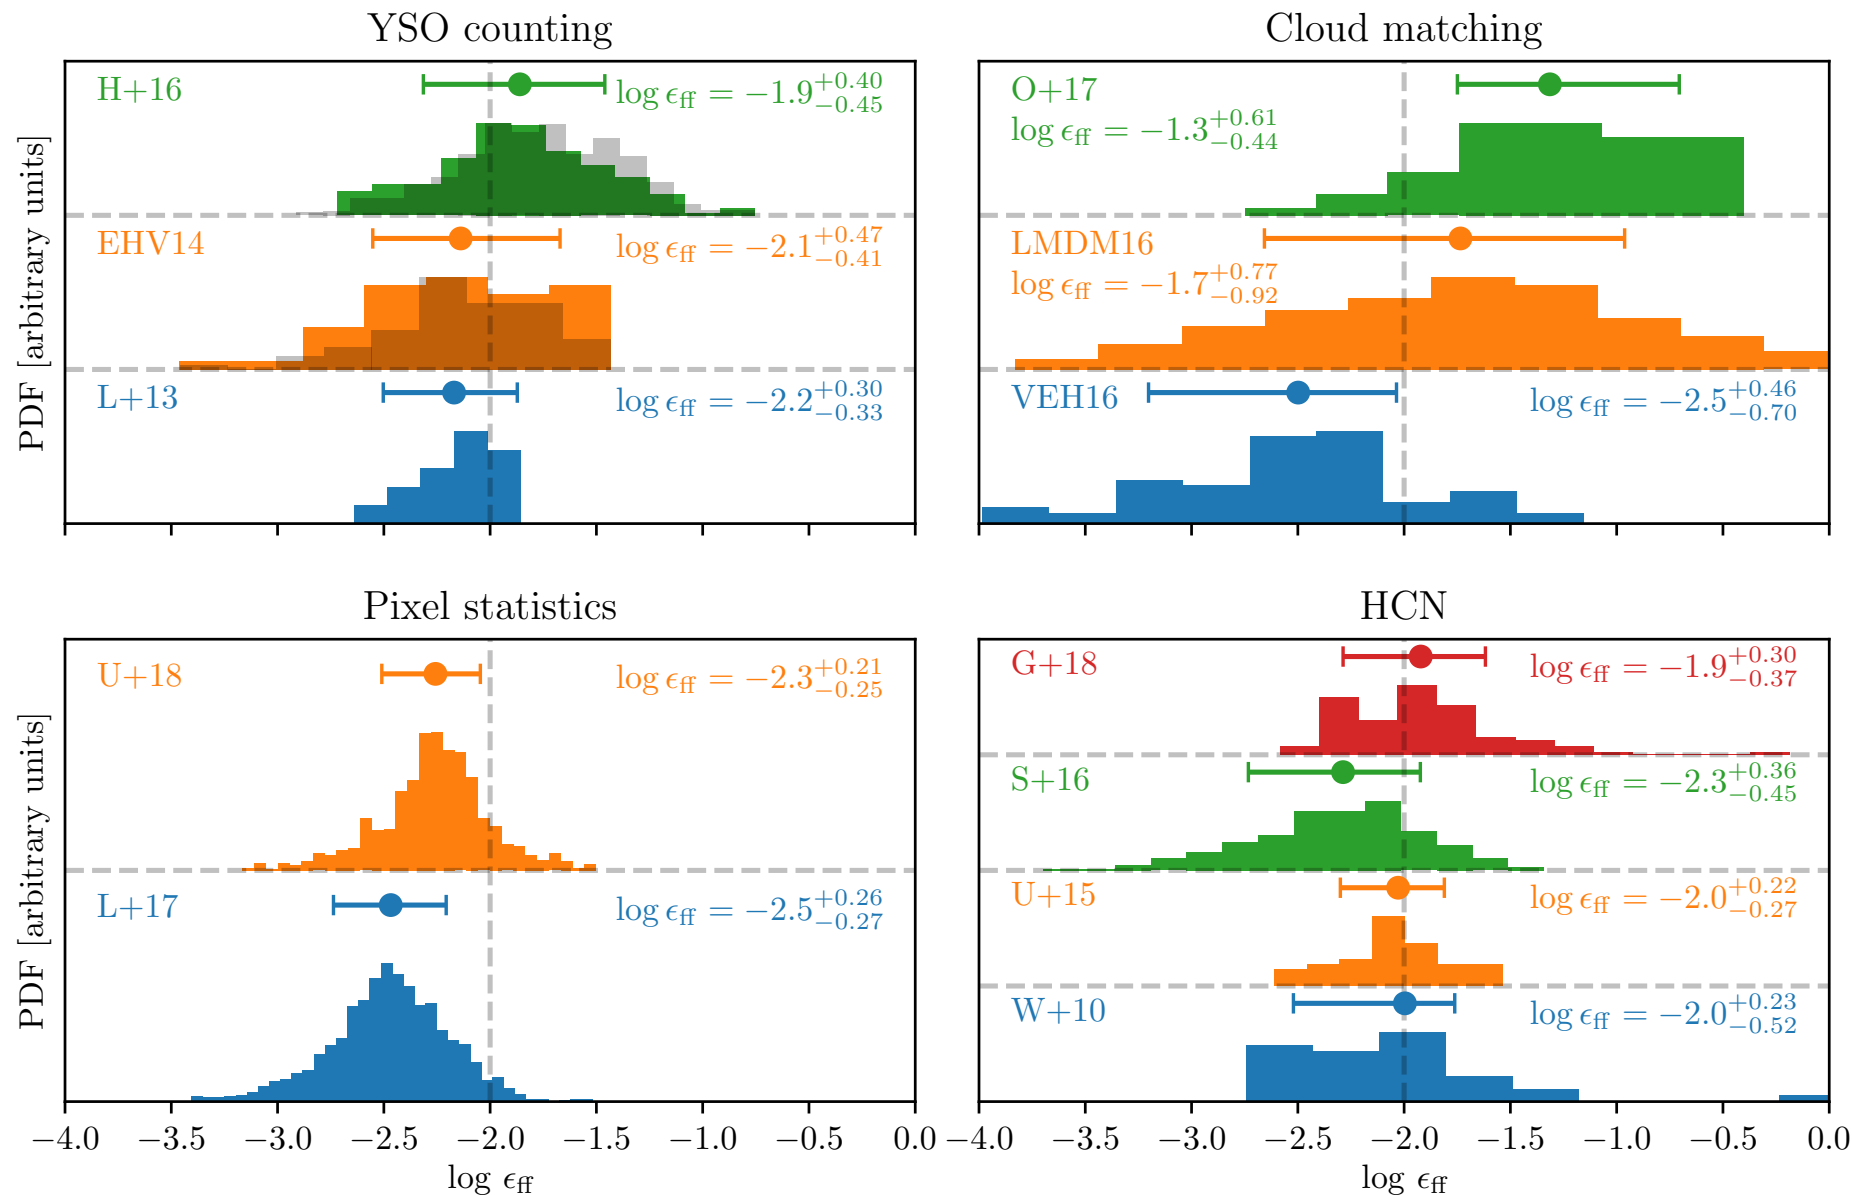 YSO counting
H+16
log ϵff = −1.9 +0.40 −0.45
EHV14
log ϵff = −2.1 +0.47 −0.41
L+13
log ϵff = −2.2 +0.30 −0.33
PDF [arbitrary units]
Cloud matching
O+17
log ϵff = −1.3 +0.61 −0.44
LMDM16
log ϵff = −1.7 +0.77 −0.92
VEH16
log ϵff = −2.5 +0.46 −0.70
Pixel statistics
U+18
log ϵff = −2.3 +0.21 −0.25
L+17
log ϵff = −2.5 +0.26 −0.27
PDF [arbitrary units]
−4.0 −3.5 −3.0 −2.5 −2.0 −1.5 −1.0 −0.5 0.0
log ϵff
HCN
G+18
log ϵff = −1.9 +0.30 −0.37
S+16
log ϵff = −2.3 +0.36 −0.45
U+15
log ϵff = −2.0 +0.22 −0.27
W+10
log ϵff = −2.0 +0.23 −0.52
−4.0 −3.5 −3.0 −2.5 −2.0 −1.5 −1.0 −0.5 0.0
log ϵff